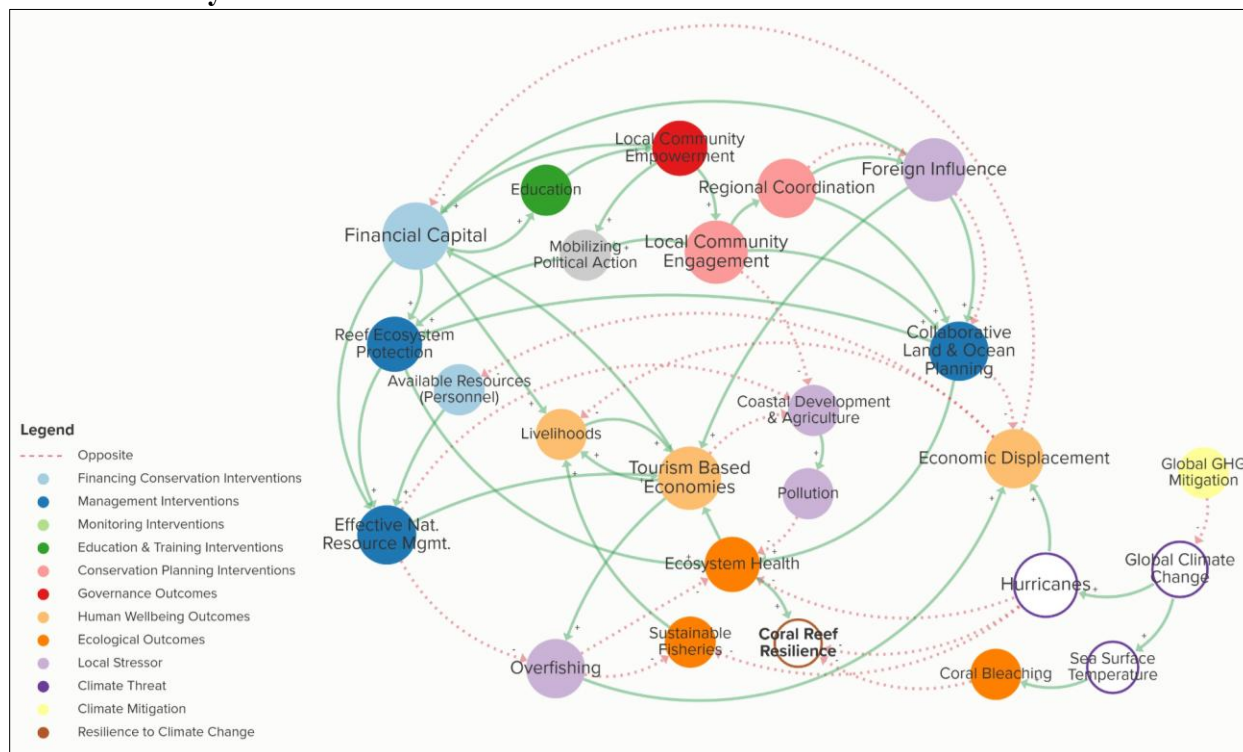 Local Community
Empowerment
Foreign Influence
Education
Regional Coordination
Financial Capital
Mobilizing
Political Action
Local Community
Engagement
Reef Ecosystem
Protection
Collaborative
Land & Ocean
Planning
Available Resources
(Personnel)
Coastal Development
& Agriculture
Livelihoods
Tourism Based
Economies
Economic Displacement
Global GHG
Mitigation
Pollution
Effective Nat.
Resource Mgmt.
Ecosystem Health
Hurricanes
Global Climate
Change
Sustainable
Fisheries
Coral Reef
Resilience
Overfishing
Coral Bleaching
Sea Surface
Temperature
Legend
Opposite
Financing Conservation Interventions
Management Interventions
Monitoring Interventions
Education & Training Interventions
Conservation Planning Interventions
Governance Outcomes
Human Wellbeing Outcomes
Ecological Outcomes
Local Stressor
Climate Threat
Climate Mitigation
Resilience to Climate Change